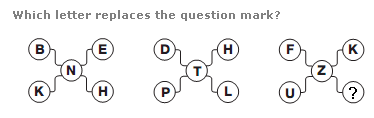 Which letter replaces the question mark?
B E D H F K
N T Z
K H P L U ?